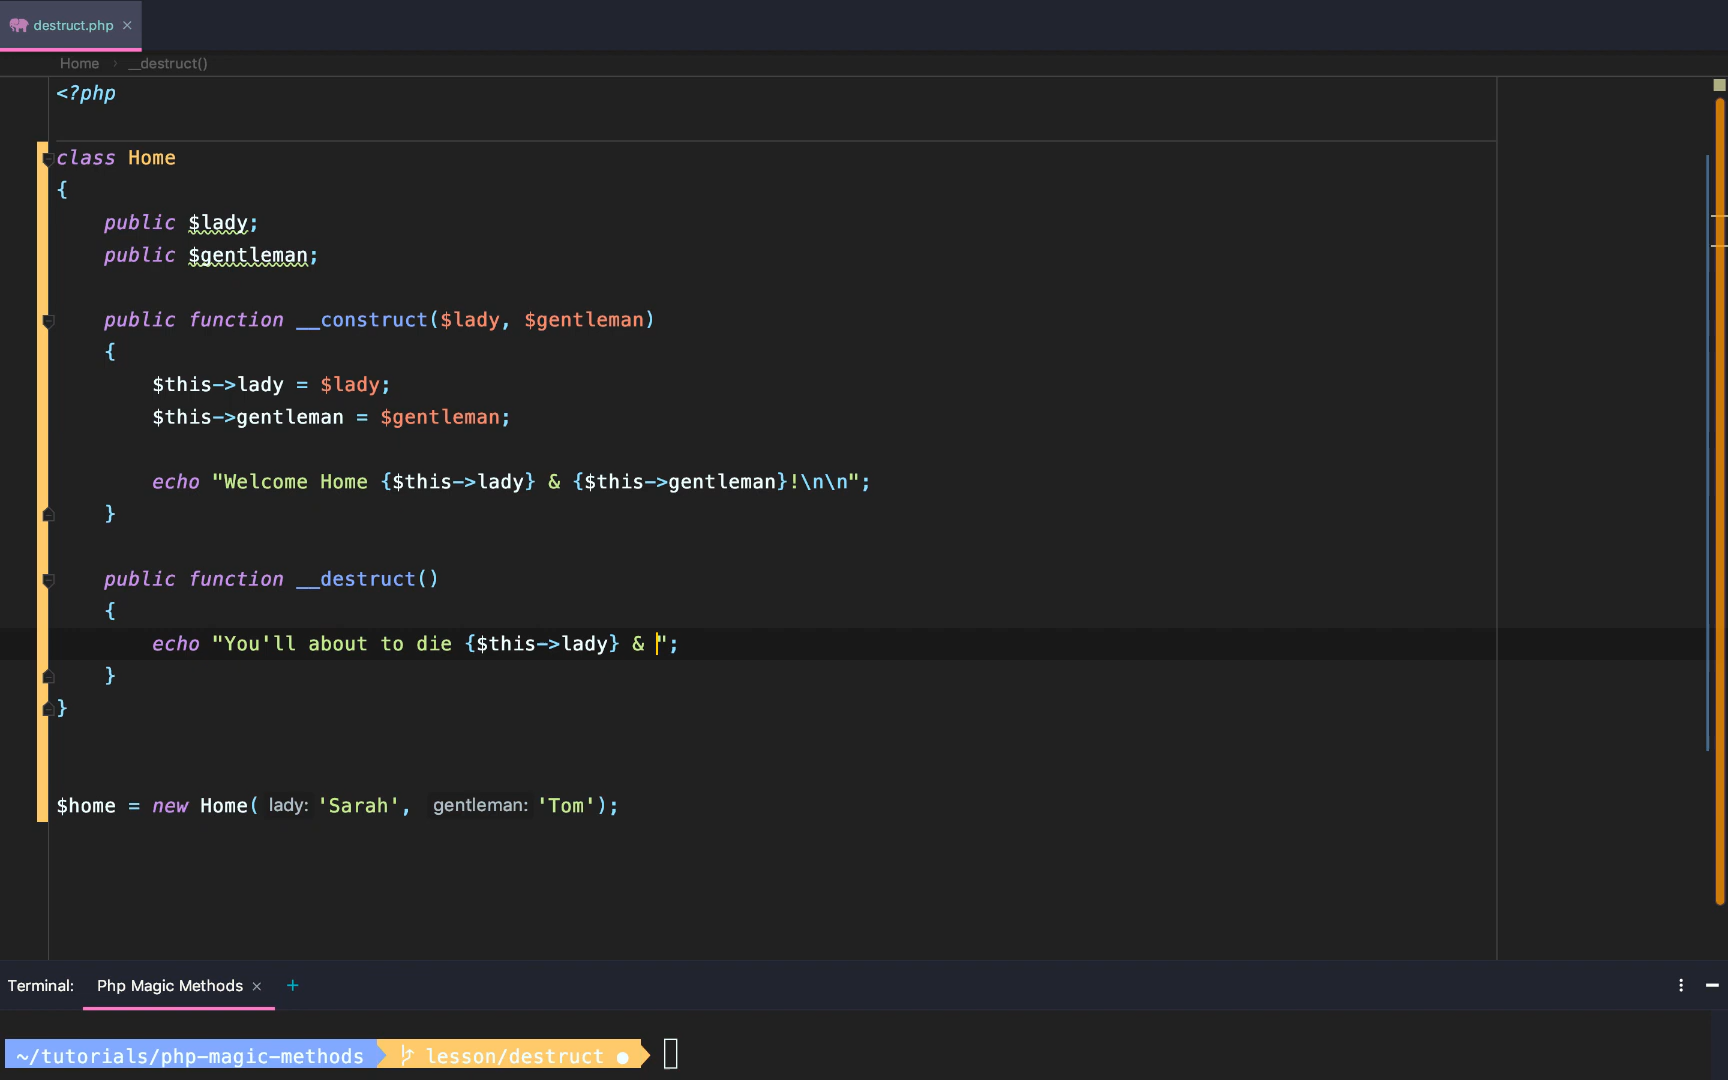 destruct.php ×
Home › __destruct()
<?php
class Home
{
    public $lady;
    public $gentleman;
    public function __construct($lady, $gentleman)
    {
        $this->lady = $lady;
        $this->gentleman = $gentleman;
        echo "Welcome Home {$this->lady} & {$this->gentleman}!\n\n";
    }
    public function __destruct()
    {
        echo "You'll about to die {$this->lady} & ";
    }
}
$home = new Home( lady: 'Sarah', gentleman: 'Tom');
Terminal: Php Magic Methods × +
~/tutorials/php-magic-methods lesson/destruct ●